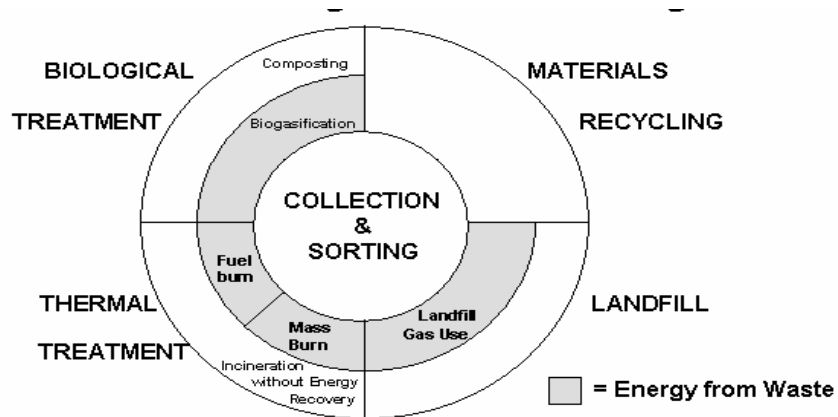 BIOLOGICAL
TREATMENT
Composting
Biogasification
MATERIALS
RECYCLING
COLLECTION
&
SORTING
Fuel
burn
Mass
Burn
Landfill
Gas Use
THERMAL
TREATMENT
Incineration
without Energy
Recovery
LANDFILL
= Energy from Waste